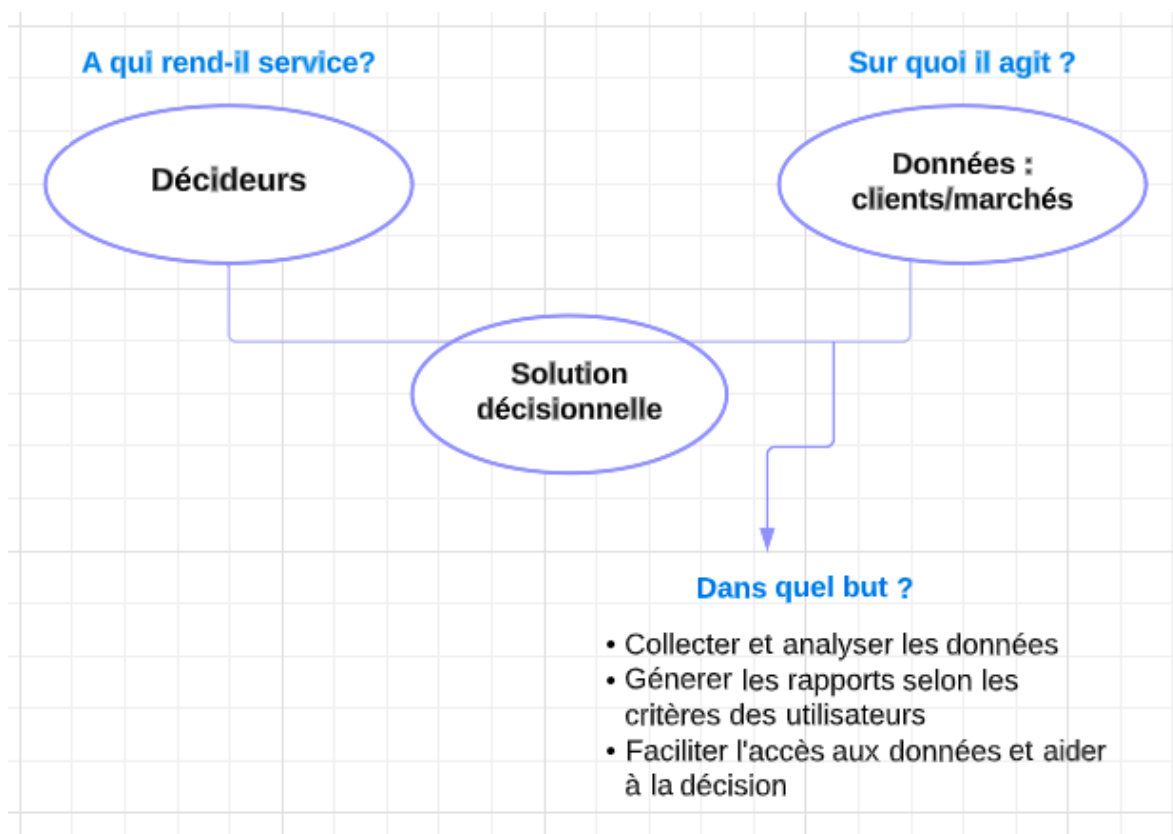 A qui rend-il service?
Sur quoi il agit ?
Décideurs
Données :
clients/marchés
Solution
décisionnelle
Dans quel but ?
• Collecter et analyser les données
• Génerer les rapports selon les
critères des utilisateurs
• Faciliter l'accès aux données et aider
à la décision